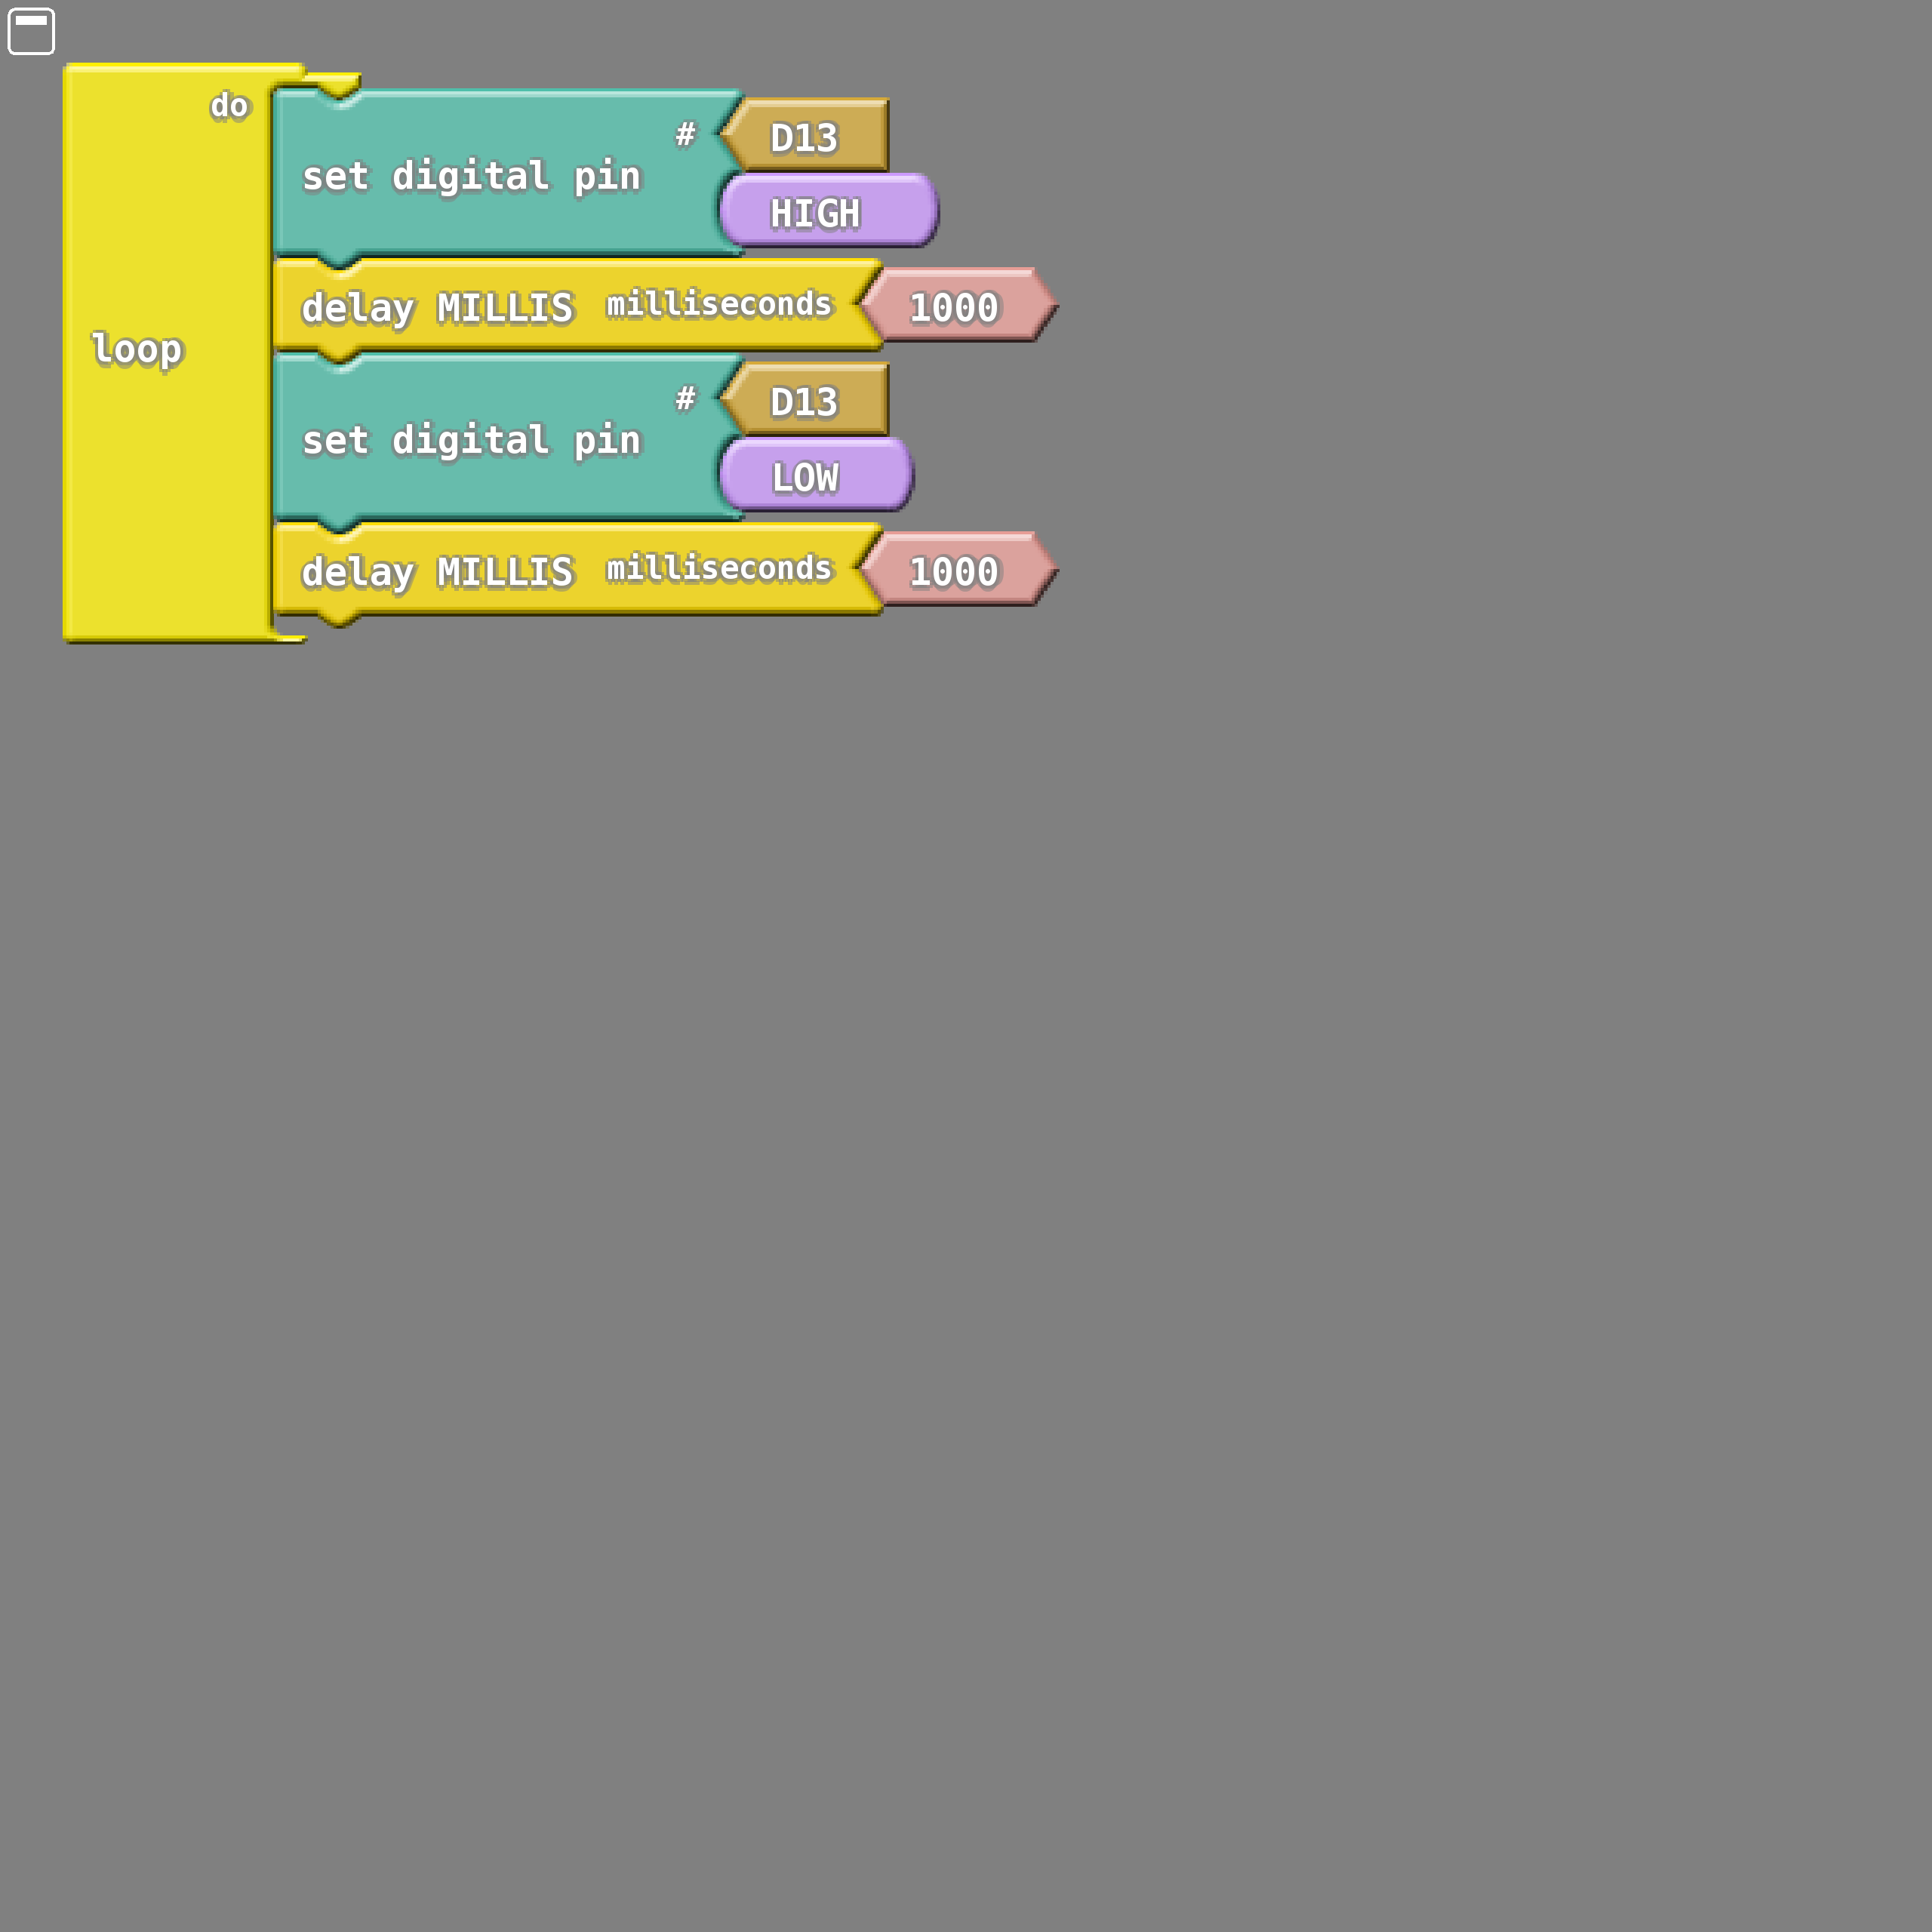 do
set digital pin # D13
HIGH
delay MILLIS milliseconds 1000
loop
set digital pin # D13
LOW
delay MILLIS milliseconds 1000